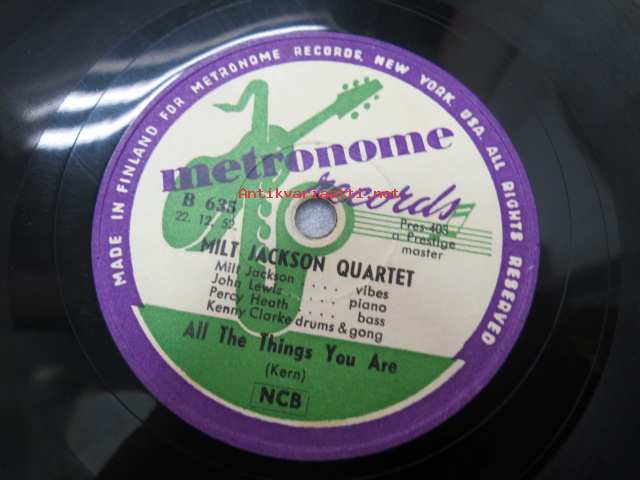 MADE IN FINLAND FOR METRONOME RECORDS, NEW YORK. USA. ALL RIGHTS RESERVED
metronome
records
Antikvariaatti.net
B 635
22. 12. 52.
Pres-405
a Prestige
master
MILT JACKSON QUARTET
Milt Jackson . . . vibes
John Lewis . . . . piano
Percy Heath . . . . bass
Kenny Clarke drums & gong
All The Things You Are
(Kern)
NCB